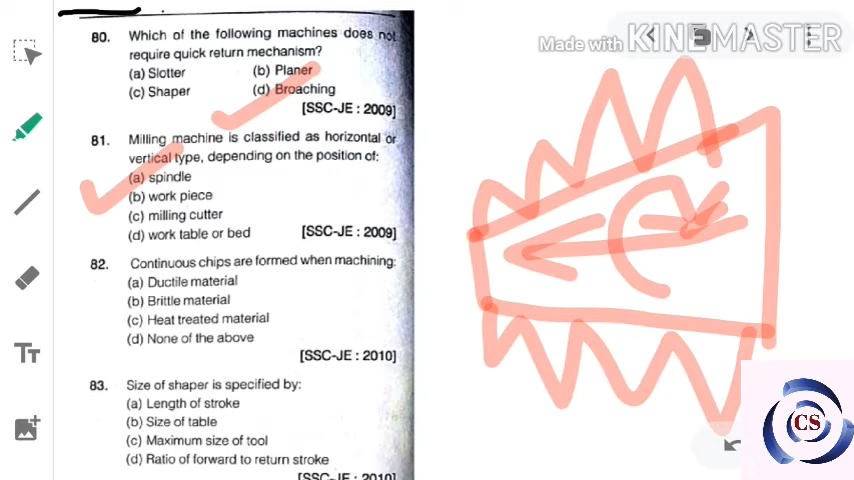 Made with KINEMASTER
80. Which of the following machines does not
require quick return mechanism?
(a) Slotter (b) Planer
(c) Shaper (d) Broaching
[SSC-JE : 2009]
81. Milling machine is classified as horizontal or
vertical type, depending on the position of:
(a) spindle
(b) work piece
(c) milling cutter
(d) work table or bed [SSC-JE : 2009]
82. Continuous chips are formed when machining:
(a) Ductile material
(b) Brittle material
(c) Heat treated material
(d) None of the above
[SSC-JE : 2010]
83. Size of shaper is specified by:
(a) Length of stroke
(b) Size of table
(c) Maximum size of tool
(d) Ratio of forward to return stroke
[SSC-JE : 2010]
TT
CS